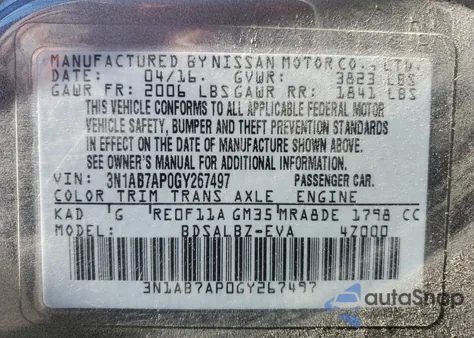 MANUFACTURED BY NISSAN MOTOR CO., LTD.
DATE: 04/16. GVWR: 3823 LBS
GAWR FR: 2006 LBS GAWR RR: 1841 LBS
THIS VEHICLE CONFORMS TO ALL APPLICABLE FEDERAL MOTOR
VEHICLE SAFETY, BUMPER AND THEFT PREVENTION STANDARDS
IN EFFECT ON THE DATE OF MANUFACTURE SHOWN ABOVE.
SEE OWNER'S MANUAL FOR ADDITIONAL INFORMATION.
VIN: 3N1AB7AP0GY267497 PASSENGER CAR.
COLOR TRIM TRANS AXLE ENGINE
KAD G RE0F11A GM35 MRA8DE 1798 CC
MODEL: BDSALBZ-EVA 4Z000
3N1AB7AP0GY267497
autoSnap